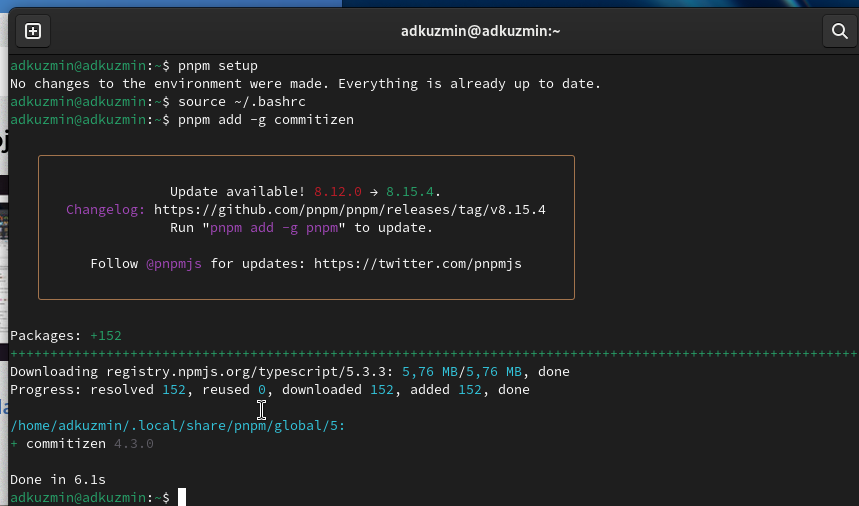 adkuzmin@adkuzmin:~
adkuzmin@adkuzmin:~$ pnpm setup
No changes to the environment were made. Everything is already up to date.
adkuzmin@adkuzmin:~$ source ~/.bashrc
adkuzmin@adkuzmin:~$ pnpm add -g commitizen
Update available! 8.12.0 → 8.15.4.
Changelog: https://github.com/pnpm/pnpm/releases/tag/v8.15.4
Run "pnpm add -g pnpm" to update.
Follow @pnpmjs for updates: https://twitter.com/pnpmjs
Packages: +152
++++++++++++++++++++++++++++++++++++++++++++++++++++++++++++++++++++++++++++++++++++++++++++++++++++++++++
Downloading registry.npmjs.org/typescript/5.3.3: 5,76 MB/5,76 MB, done
Progress: resolved 152, reused 0, downloaded 152, added 152, done
/home/adkuzmin/.local/share/pnpm/global/5:
+ commitizen 4.3.0
Done in 6.1s
adkuzmin@adkuzmin:~$